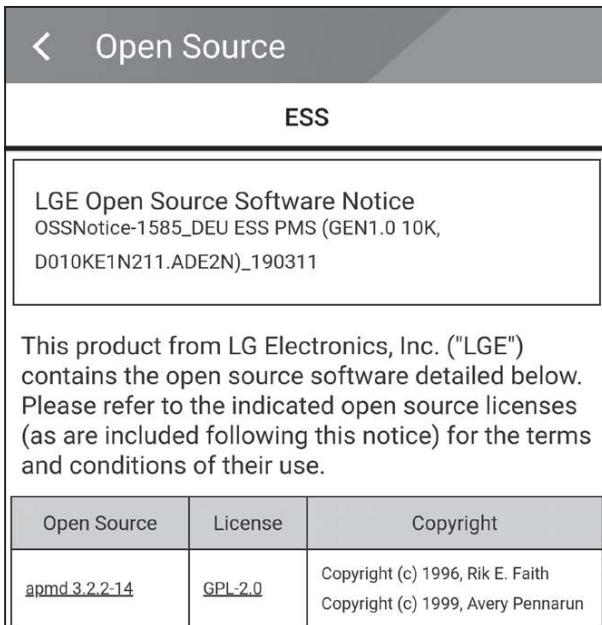 Open Source
ESS
LGE Open Source Software Notice
OSSNotice-1585_DEU ESS PMS (GEN1.0 10K,
D010KE1N211.ADE2N)_190311
This product from LG Electronics, Inc. ("LGE")
contains the open source software detailed below.
Please refer to the indicated open source licenses
(as are included following this notice) for the terms
and conditions of their use.
Open Source License Copyright
apmd 3.2.2-14 GPL-2.0 Copyright (c) 1996, Rik E. Faith
Copyright (c) 1999, Avery Pennarun